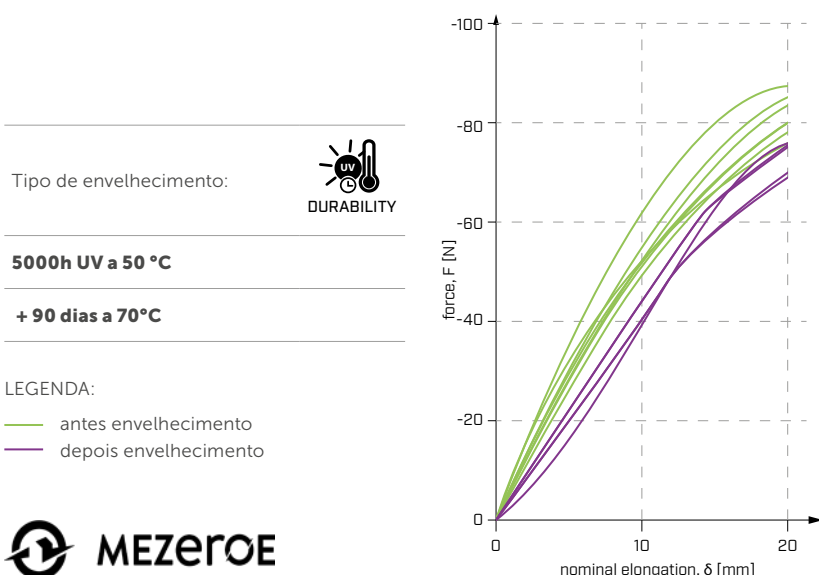 Tipo de envelhecimento:
UV
DURABILITY
5000h UV a 50 °C
+ 90 dias a 70°C
LEGENDA:
antes envelhecimento
depois envelhecimento
MEZeroE
-100
-80
-60
-40
-20
0
force, F [N]
0
10
20
nominal elongation, δ [mm]